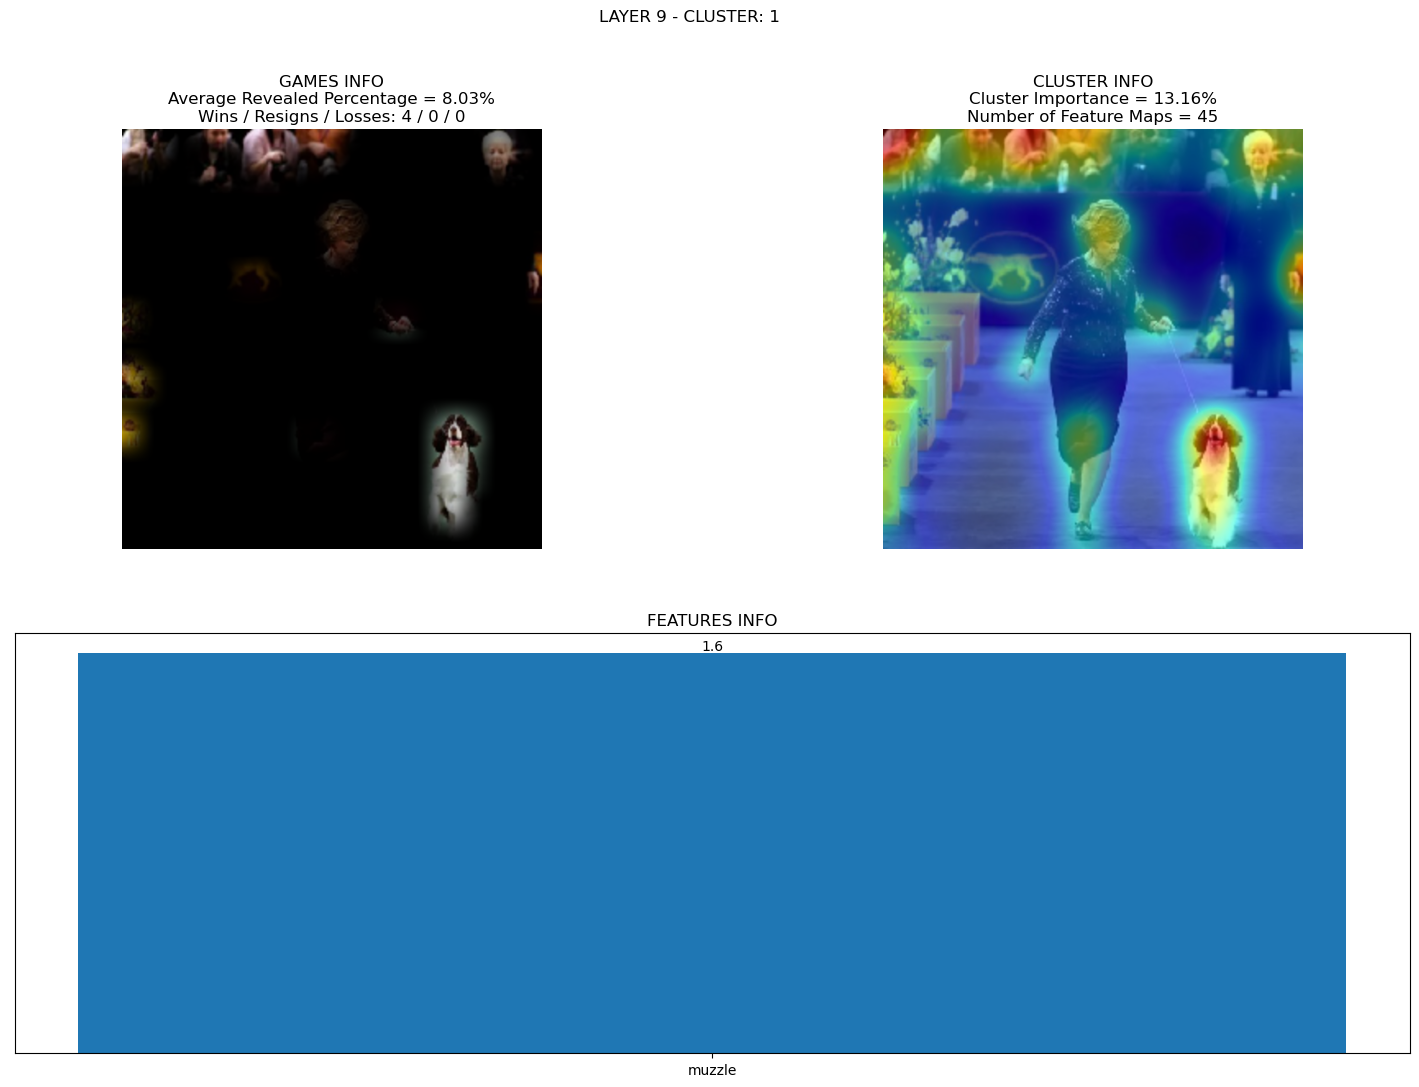 LAYER 9 - CLUSTER: 1
GAMES INFO
Average Revealed Percentage = 8.03%
Wins / Resigns / Losses: 4 / 0 / 0
CLUSTER INFO
Cluster Importance = 13.16%
Number of Feature Maps = 45
FEATURES INFO
1.6
muzzle